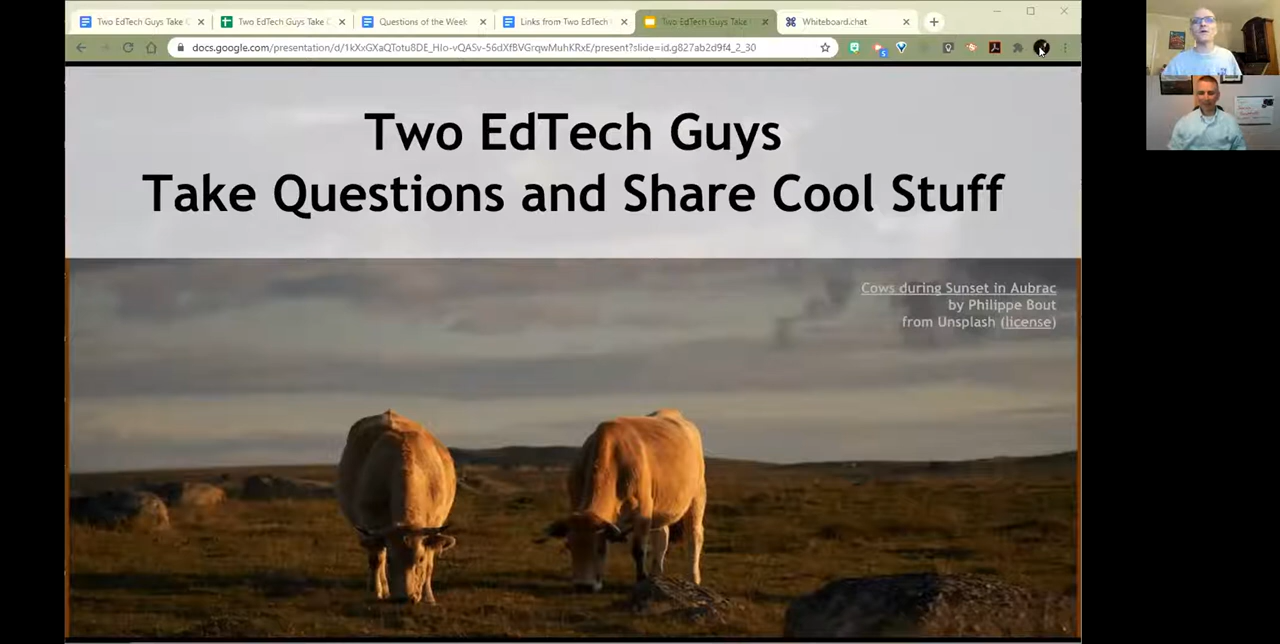 Two EdTech Guys Take C
Two EdTech Guys Take C
Questions of the Week
Links from Two EdTech
Two EdTech Guys Take
Whiteboard.chat
docs.google.com/presentation/d/1kXxGXaQTotu8DE_HIo-vQASv-56dXfBVGrqwMuhKRxE/present?slide=id.g827ab2d9f4_2_30
5
Two EdTech Guys
Take Questions and Share Cool Stuff
Cows during Sunset in Aubrac
by Philippe Bout
from Unsplash (license)